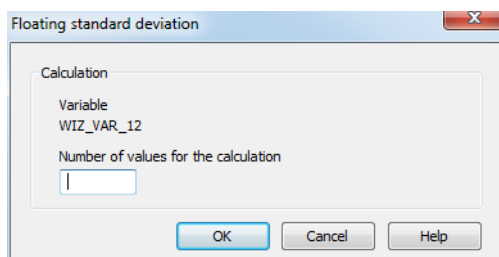 Floating standard deviation
Calculation
Variable
WIZ_VAR_12
Number of values for the calculation
OK Cancel Help